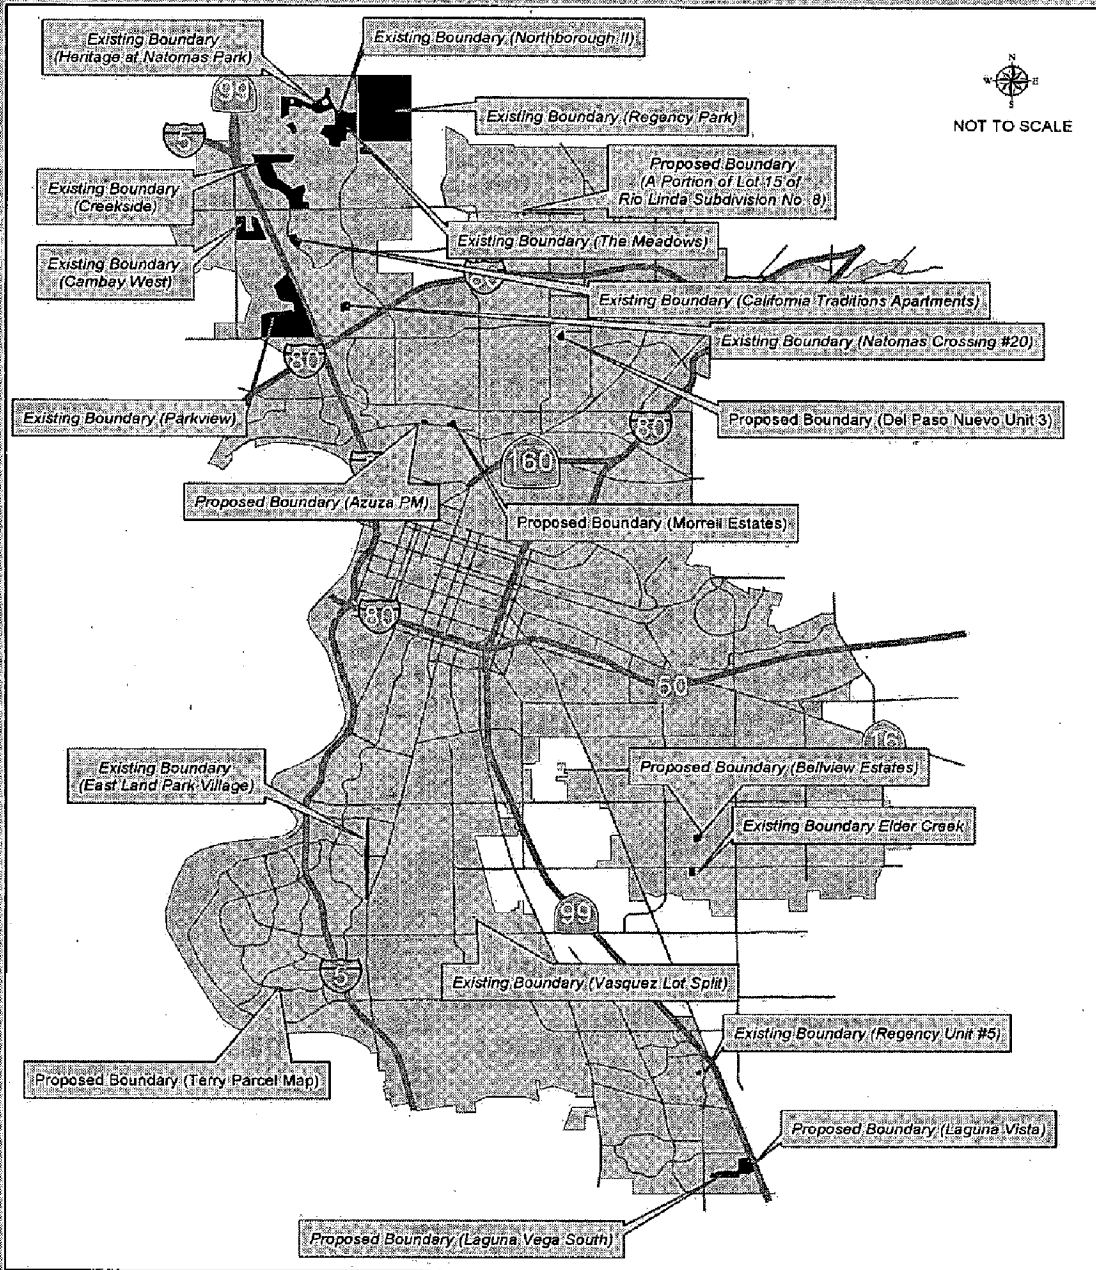 Existing Boundary
(Heritage at Natomas Park)
Existing Boundary (Northborough II)
N
W E
S
NOT TO SCALE
99
5
Existing Boundary (Regency Park)
Proposed Boundary
(A Portion of Lot 15 of
Rio Linda Subdivision No. 8)
Existing Boundary
(Creekside)
Existing Boundary (The Meadows)
Existing Boundary
(Cambay West)
80
Existing Boundary (California Traditions Apartments)
Existing Boundary (Natomas Crossing #20)
80
Existing Boundary (Parkview)
Proposed Boundary (Del Paso Nuevo Unit 3)
80
160
Proposed Boundary (Azuza PM)
Proposed Boundary (Morrell Estates)
80
50
16
Existing Boundary
(East Land Park Village)
Proposed Boundary (Bellview Estates)
Existing Boundary Elder Creek
99
5
Existing Boundary (Vasquez Lot Split)
Existing Boundary (Regency Unit #5)
Proposed Boundary (Terry Parcel Map)
Proposed Boundary (Laguna Vista)
Proposed Boundary (Laguna Vega South)